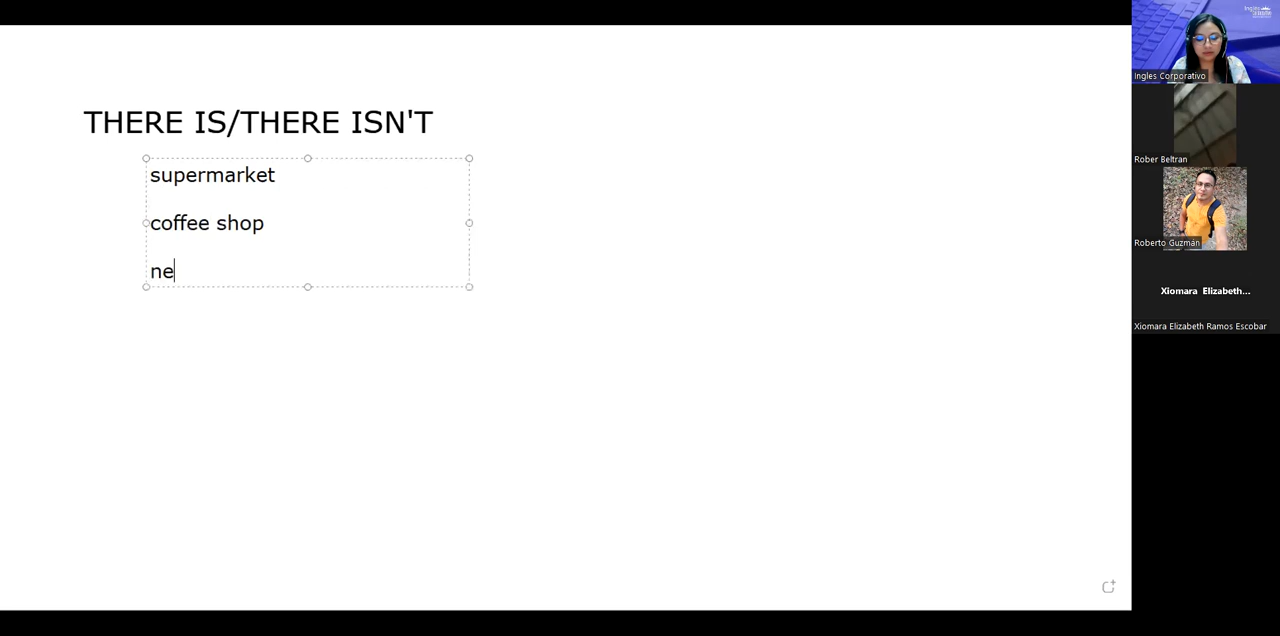 THERE IS/THERE ISN'T
supermarket
coffee shop
ne
Ingles Corporativo
Rober Beltran
Roberto Guzmán
Xiomara Elizabeth...
Xiomara Elizabeth Ramos Escobar